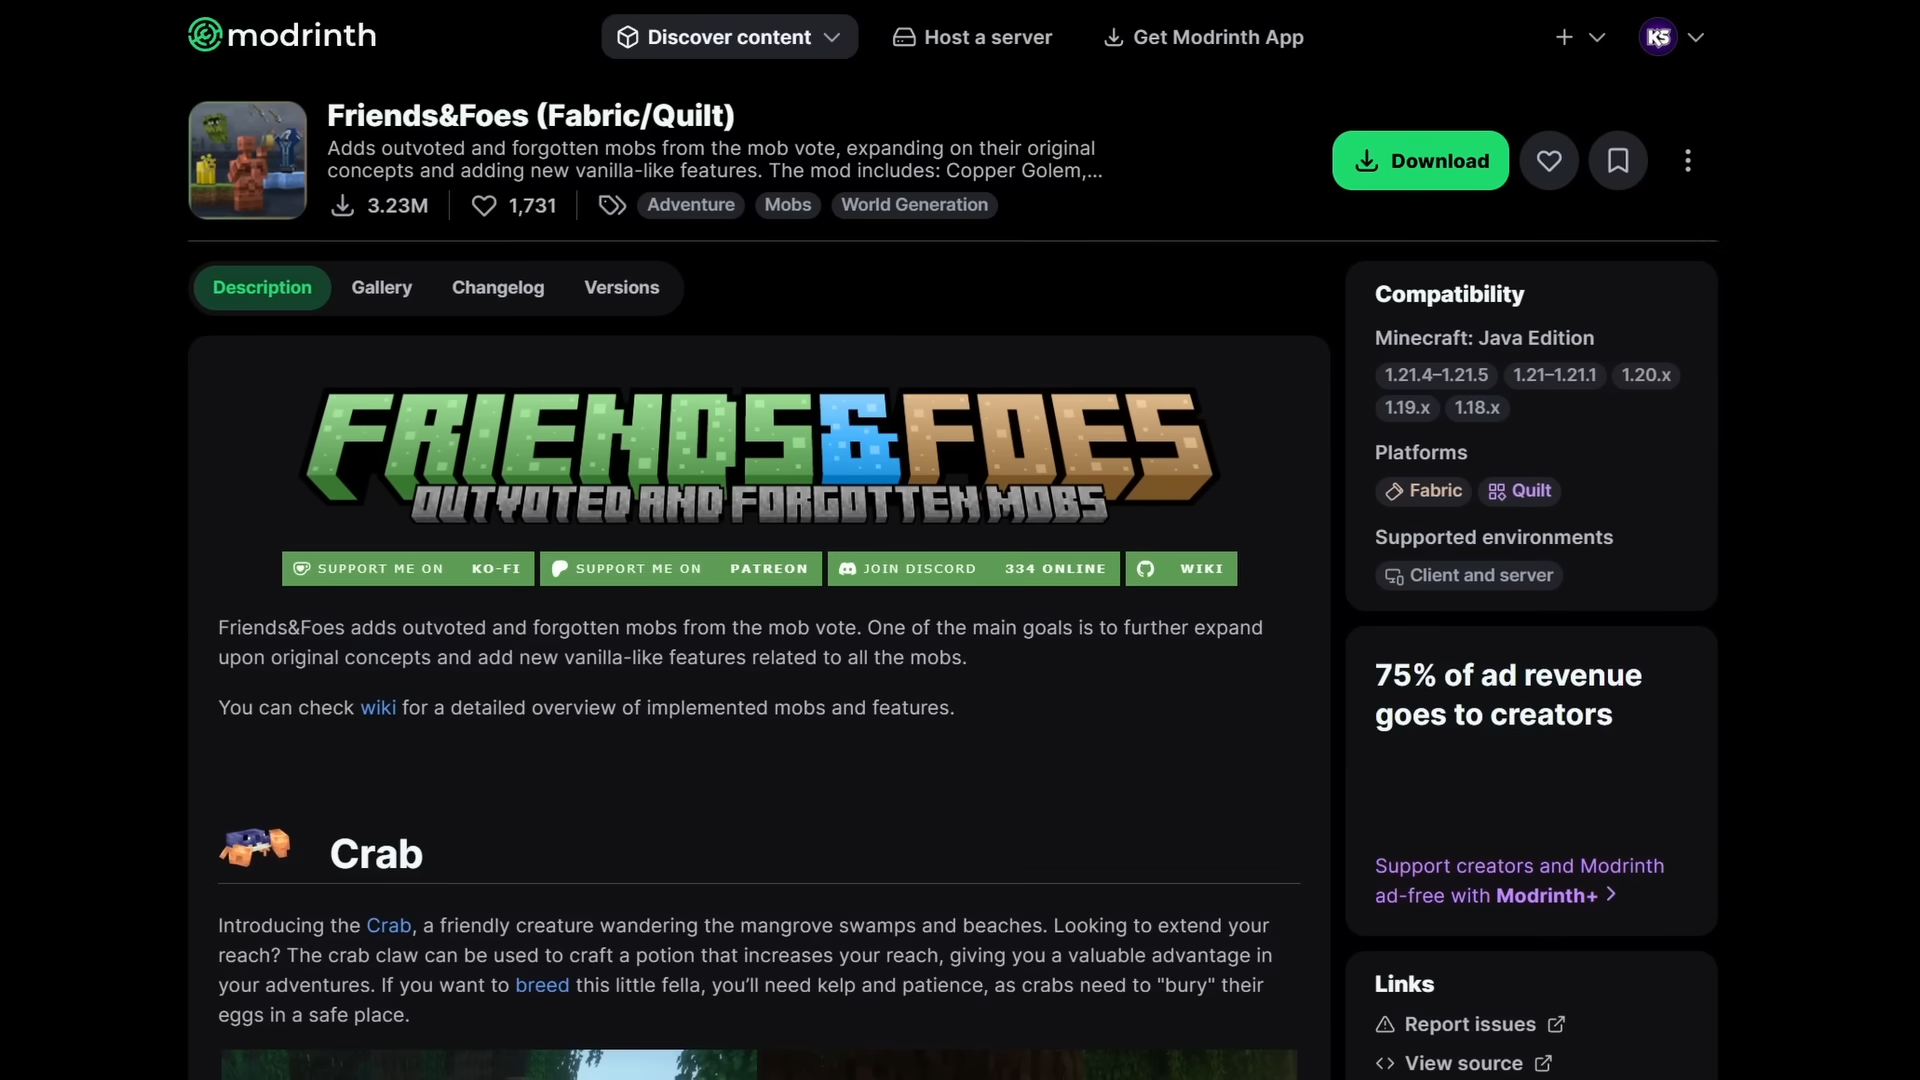 modrinth
Discover content
Host a server
Get Modrinth App
KS
Friends&Foes (Fabric/Quilt)
Adds outvoted and forgotten mobs from the mob vote, expanding on their original
concepts and adding new vanilla-like features. The mod includes: Copper Golem,...
3.23M
1,731
Adventure
Mobs
World Generation
Download
Description
Gallery
Changelog
Versions
FRIENDS&FOES
OUTVOTED AND FORGOTTEN MOBS
SUPPORT ME ON KO-FI
SUPPORT ME ON PATREON
JOIN DISCORD 334 ONLINE
WIKI
Friends&Foes adds outvoted and forgotten mobs from the mob vote. One of the main goals is to further expand
upon original concepts and add new vanilla-like features related to all the mobs.
You can check wiki for a detailed overview of implemented mobs and features.
Crab
Introducing the Crab, a friendly creature wandering the mangrove swamps and beaches. Looking to extend your
reach? The crab claw can be used to craft a potion that increases your reach, giving you a valuable advantage in
your adventures. If you want to breed this little fella, you’ll need kelp and patience, as crabs need to "bury" their
eggs in a safe place.
Compatibility
Minecraft: Java Edition
1.21.4–1.21.5
1.21–1.21.1
1.20.x
1.19.x
1.18.x
Platforms
Fabric
Quilt
Supported environments
Client and server
75% of ad revenue
goes to creators
Support creators and Modrinth
ad-free with Modrinth+
Links
Report issues
View source